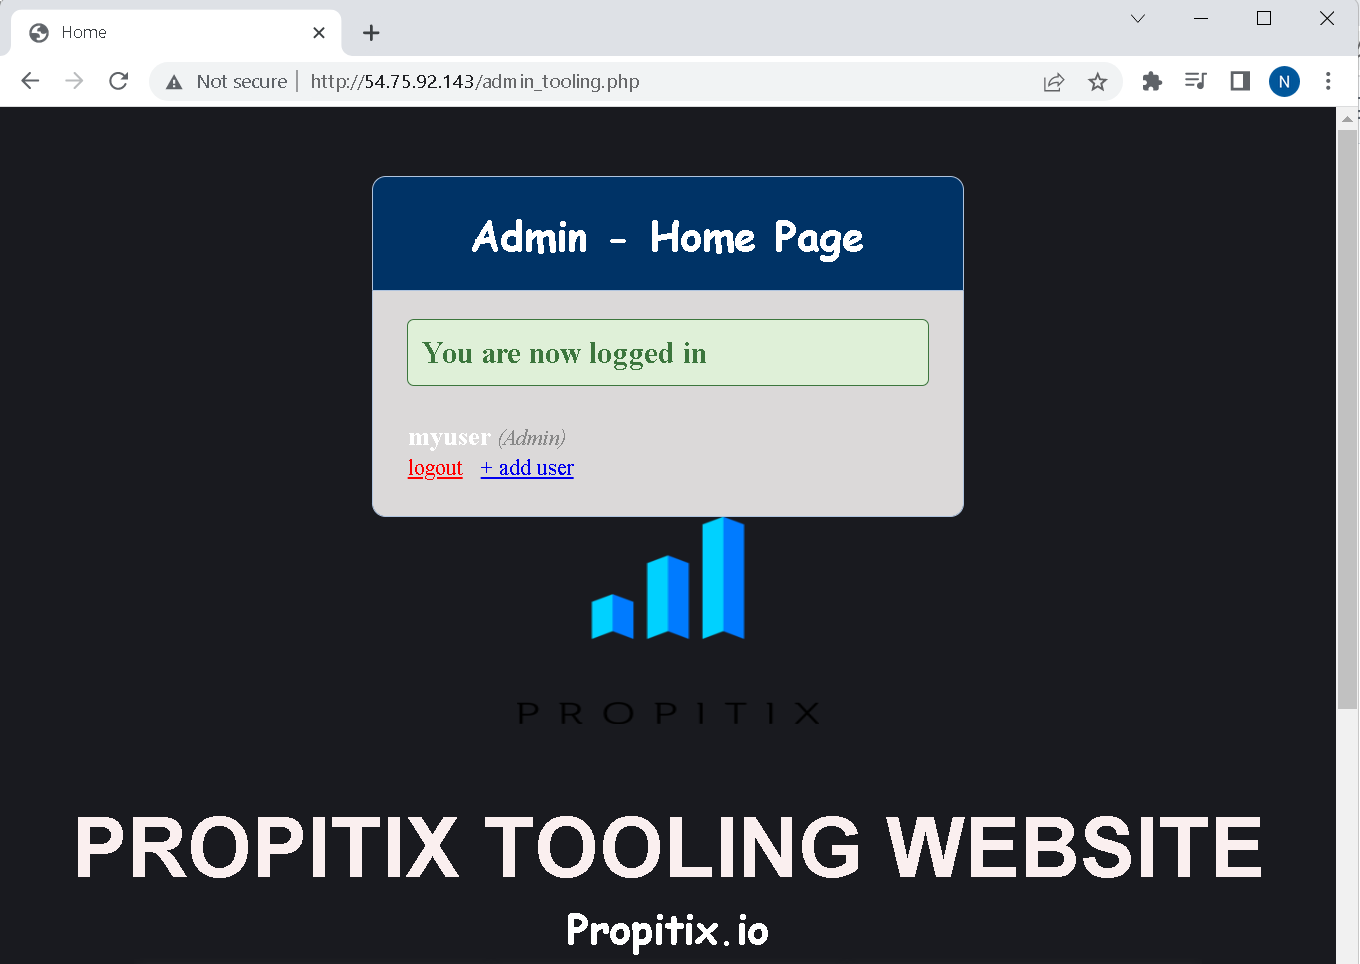 Home
Not secure | http://54.75.92.143/admin_tooling.php
N
Admin - Home Page
You are now logged in
myuser (Admin)
logout + add user
PROPITIX
PROPITIX TOOLING WEBSITE
Propitix.io